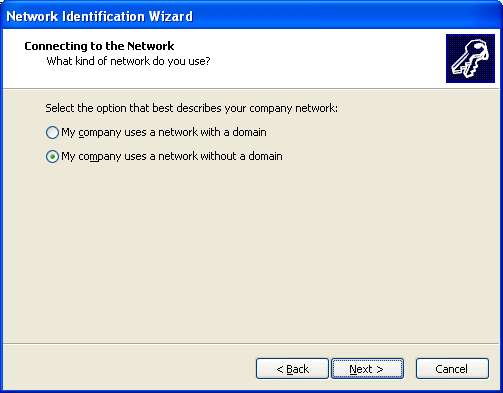 Network Identification Wizard
Connecting to the Network
What kind of network do you use?
Select the option that best describes your company network:
My company uses a network with a domain
My company uses a network without a domain
< Back
Next >
Cancel